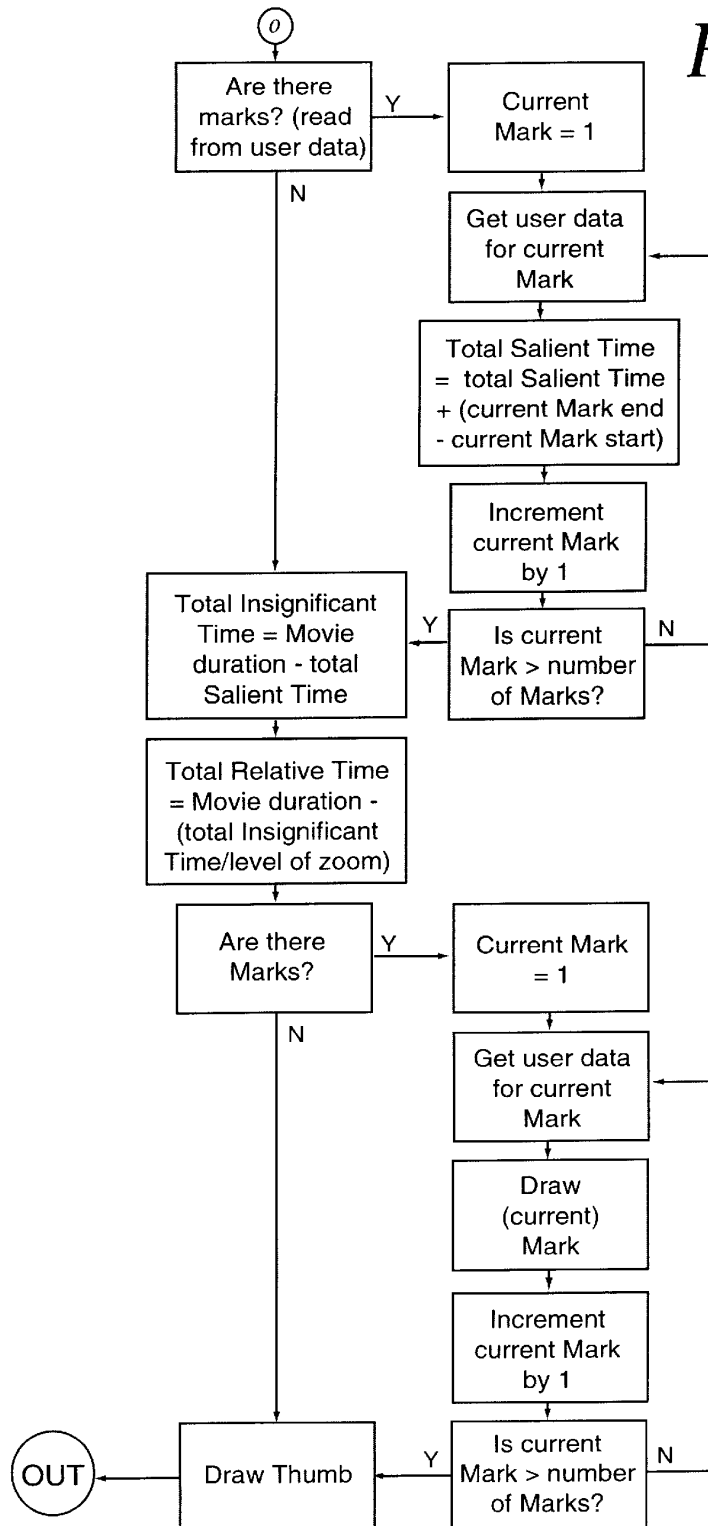 o
Are there
marks? (read
from user data)
Y
Current
Mark = 1
N
Get user data
for current
Mark
Total Salient Time
= total Salient Time
+ (current Mark end
- current Mark start)
Increment
current Mark
by 1
Total Insignificant
Time = Movie
duration - total
Salient Time
Y
Is current
Mark > number
of Marks?
N
Total Relative Time
= Movie duration -
(total Insignificant
Time/level of zoom)
Are there
Marks?
Y
Current Mark
= 1
N
Get user data
for current
Mark
Draw
(current)
Mark
Increment
current Mark
by 1
OUT
Draw Thumb
Y
Is current
Mark > number
of Marks?
N